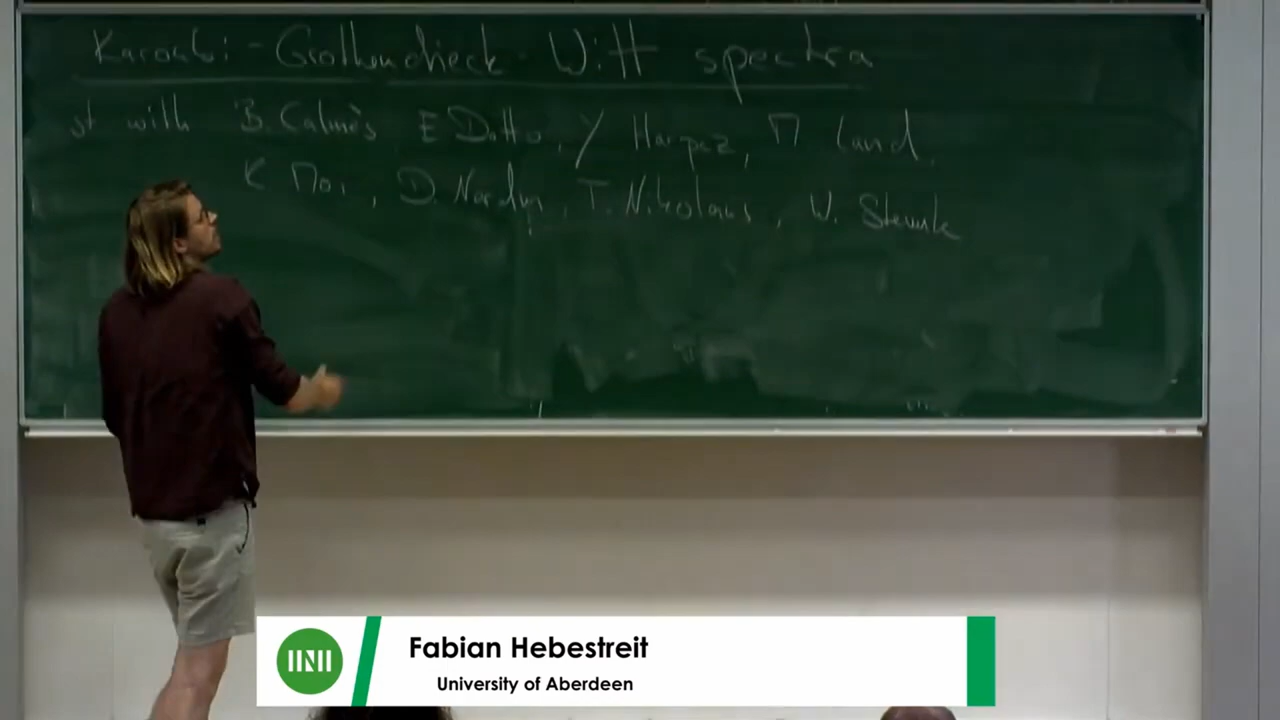 Karoubi - Grothendieck - Witt spectra
jt with B. Calmès E Dotto, Y Harpaz, M. Land,
K Moi, D. Nardin, T. Nikolaus, W. Steimle
INI
Fabian Hebestreit
University of Aberdeen